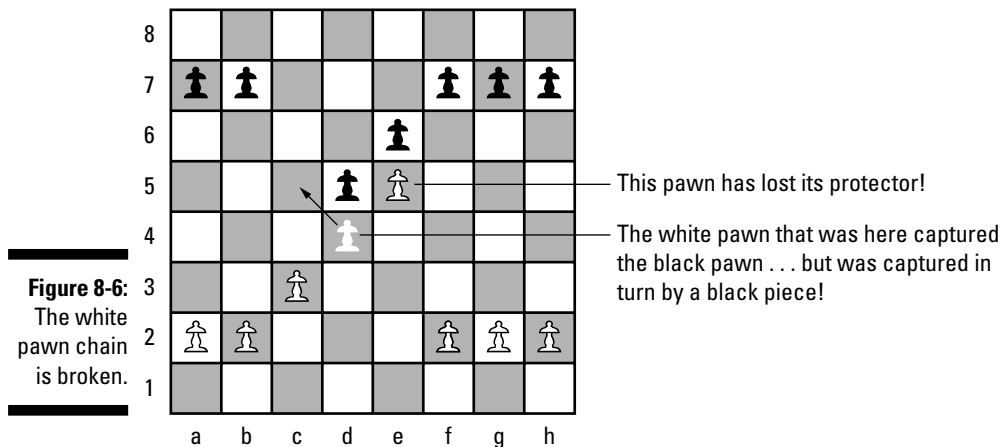 8
7
6
5
4
3
2
1
a b c d e f g h
This pawn has lost its protector!
The white pawn that was here captured
the black pawn . . . but was captured in
turn by a black piece!
Figure 8-6:
The white
pawn chain
is broken.